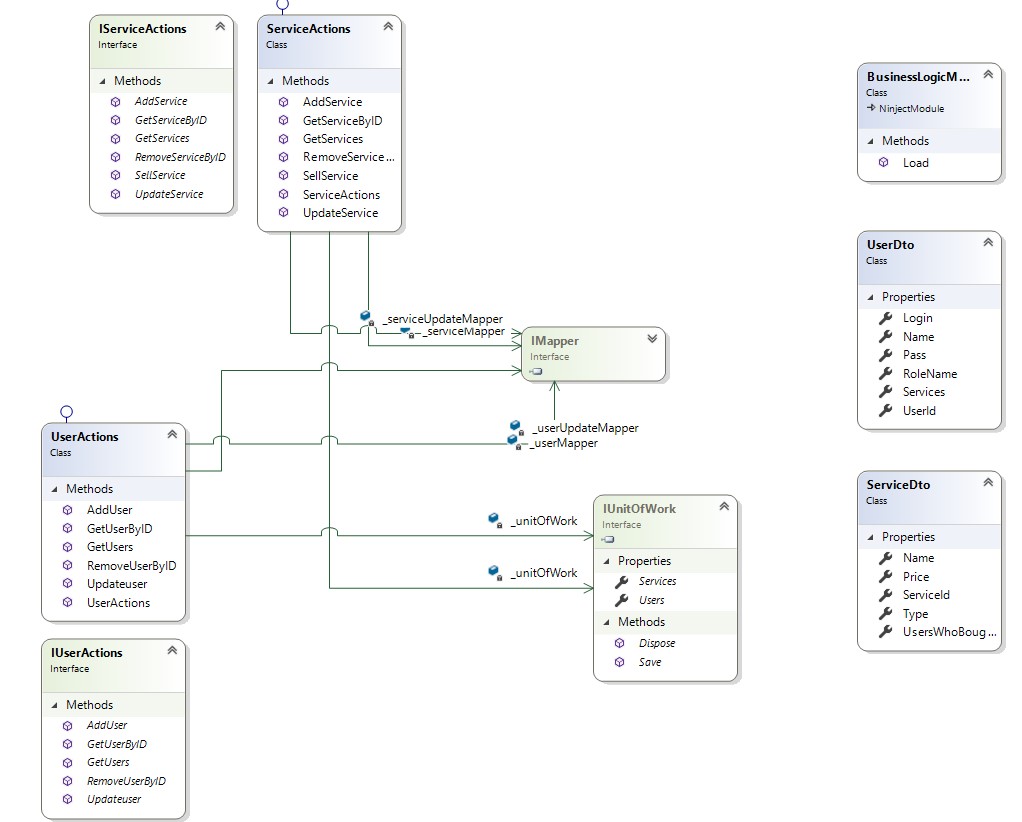 IServiceActions
Interface
Methods
AddService
GetServiceByID
GetServices
RemoveServiceByID
SellService
UpdateService
ServiceActions
Class
Methods
AddService
GetServiceByID
GetServices
RemoveService...
SellService
ServiceActions
UpdateService
BusinessLogicM...
Class
NinjectModule
Methods
Load
UserDto
Class
Properties
Login
Name
Pass
RoleName
Services
UserId
_serviceUpdateMapper
_serviceMapper
IMapper
Interface
_userUpdateMapper
_userMapper
UserActions
Class
Methods
AddUser
GetUserByID
GetUsers
RemoveUserByID
Updateuser
UserActions
_unitOfWork
_unitOfWork
IUnitOfWork
Interface
Properties
Services
Users
Methods
Dispose
Save
ServiceDto
Class
Properties
Name
Price
ServiceId
Type
UsersWhoBoug...
IUserActions
Interface
Methods
AddUser
GetUserByID
GetUsers
RemoveUserByID
Updateuser